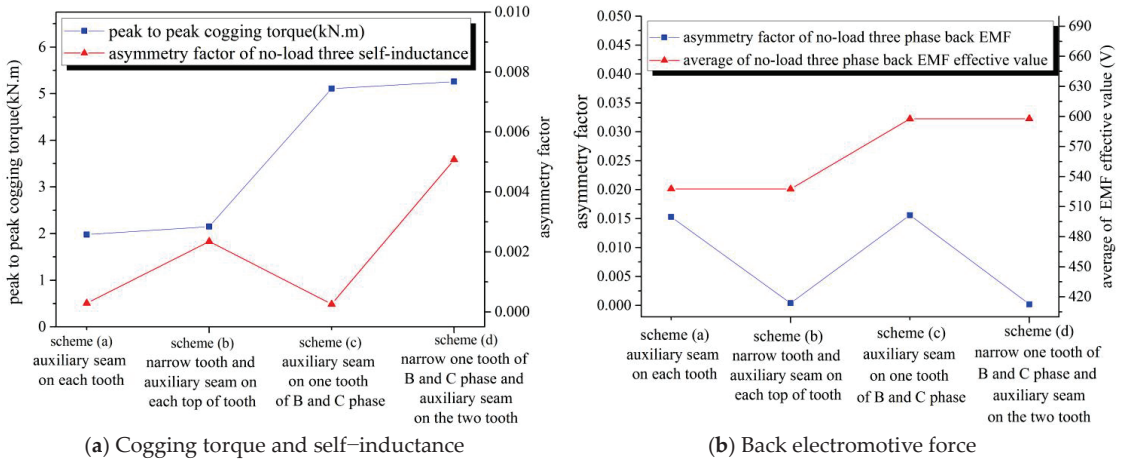 peak to peak cogging torque(kN.m)
asymmetry factor of no-load three self-inductance
peak to peak cogging torque(kN.m)
6
5
4
3
2
1
0
0.010
0.008
0.006
0.004
0.002
0.000
asymmetry factor
scheme (a)
auxiliary seam
on each tooth
scheme (b)
narrow tooth and
auxiliary seam on
each top of tooth
scheme (c)
auxiliary seam
on one tooth
of B and C phase
scheme (d)
narrow one tooth of
B and C phase and
auxiliary seam
on the two tooth
(a) Cogging torque and self−inductance
asymmetry factor of no-load three phase back EMF
average of no-load three phase back EMF effective value
asymmetry factor
0.050
0.045
0.040
0.035
0.030
0.025
0.020
0.015
0.010
0.005
0.000
690
660
630
600
570
540
510
480
450
420
average of EMF effective value (V)
scheme (a)
auxiliary seam
on each tooth
scheme (b)
narrow tooth and
auxiliary seam on
each top of tooth
scheme (c)
auxiliary seam
on one tooth
of B and C phase
scheme (d)
narrow one tooth of
B and C phase and
auxiliary seam
on the two tooth
(b) Back electromotive force